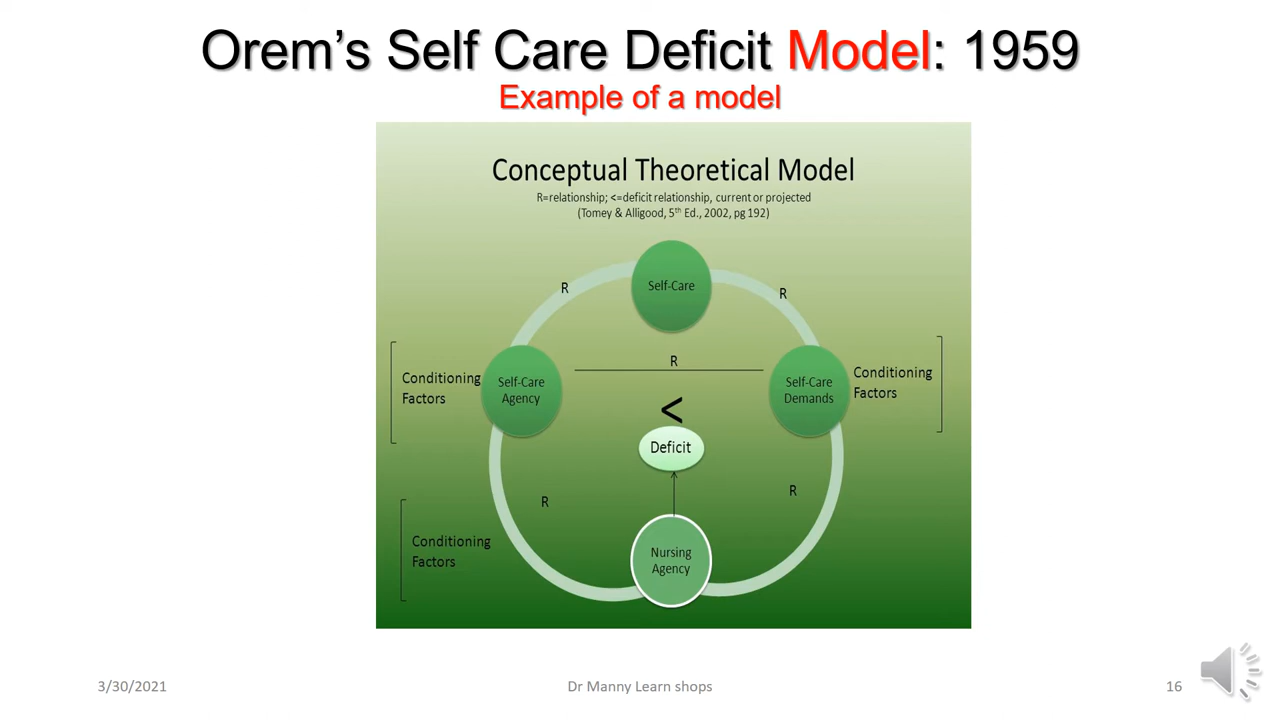 Orem's Self Care Deficit Model: 1959
Example of a model
Conceptual Theoretical Model
R=relationship; <=deficit relationship, current or projected
(Tomey & Alligood, 5th Ed., 2002, pg 192)
Self-Care
R
R
R
Conditioning
Factors
Self-Care
Agency
Self-Care
Demands
Conditioning
Factors
<
Deficit
R
R
Conditioning
Factors
Nursing
Agency
3/30/2021
Dr Manny Learn shops
16